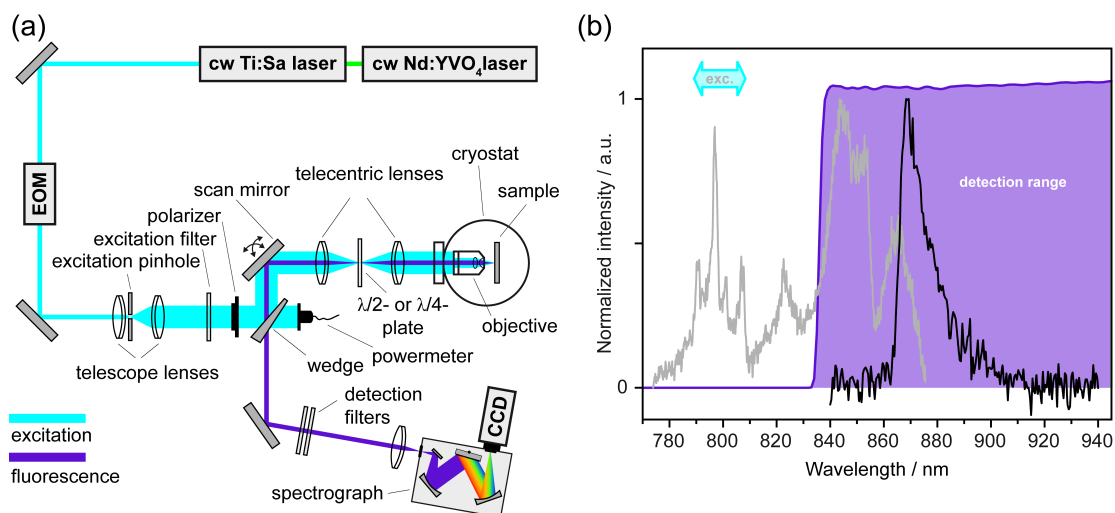 (a)
cw Ti:Sa laser
cw Nd:YVO4laser
EOM
cryostat
telecentric lenses
sample
scan mirror
polarizer
excitation filter
excitation pinhole
λ/2- or λ/4-
plate
objective
powermeter
wedge
telescope lenses
detection
filters
CCD
excitation
fluorescence
spectrograph
(b)
exc.
detection range
Normalized intensity / a.u.
1
0
780 800 820 840 860 880 900 920 940
Wavelength / nm